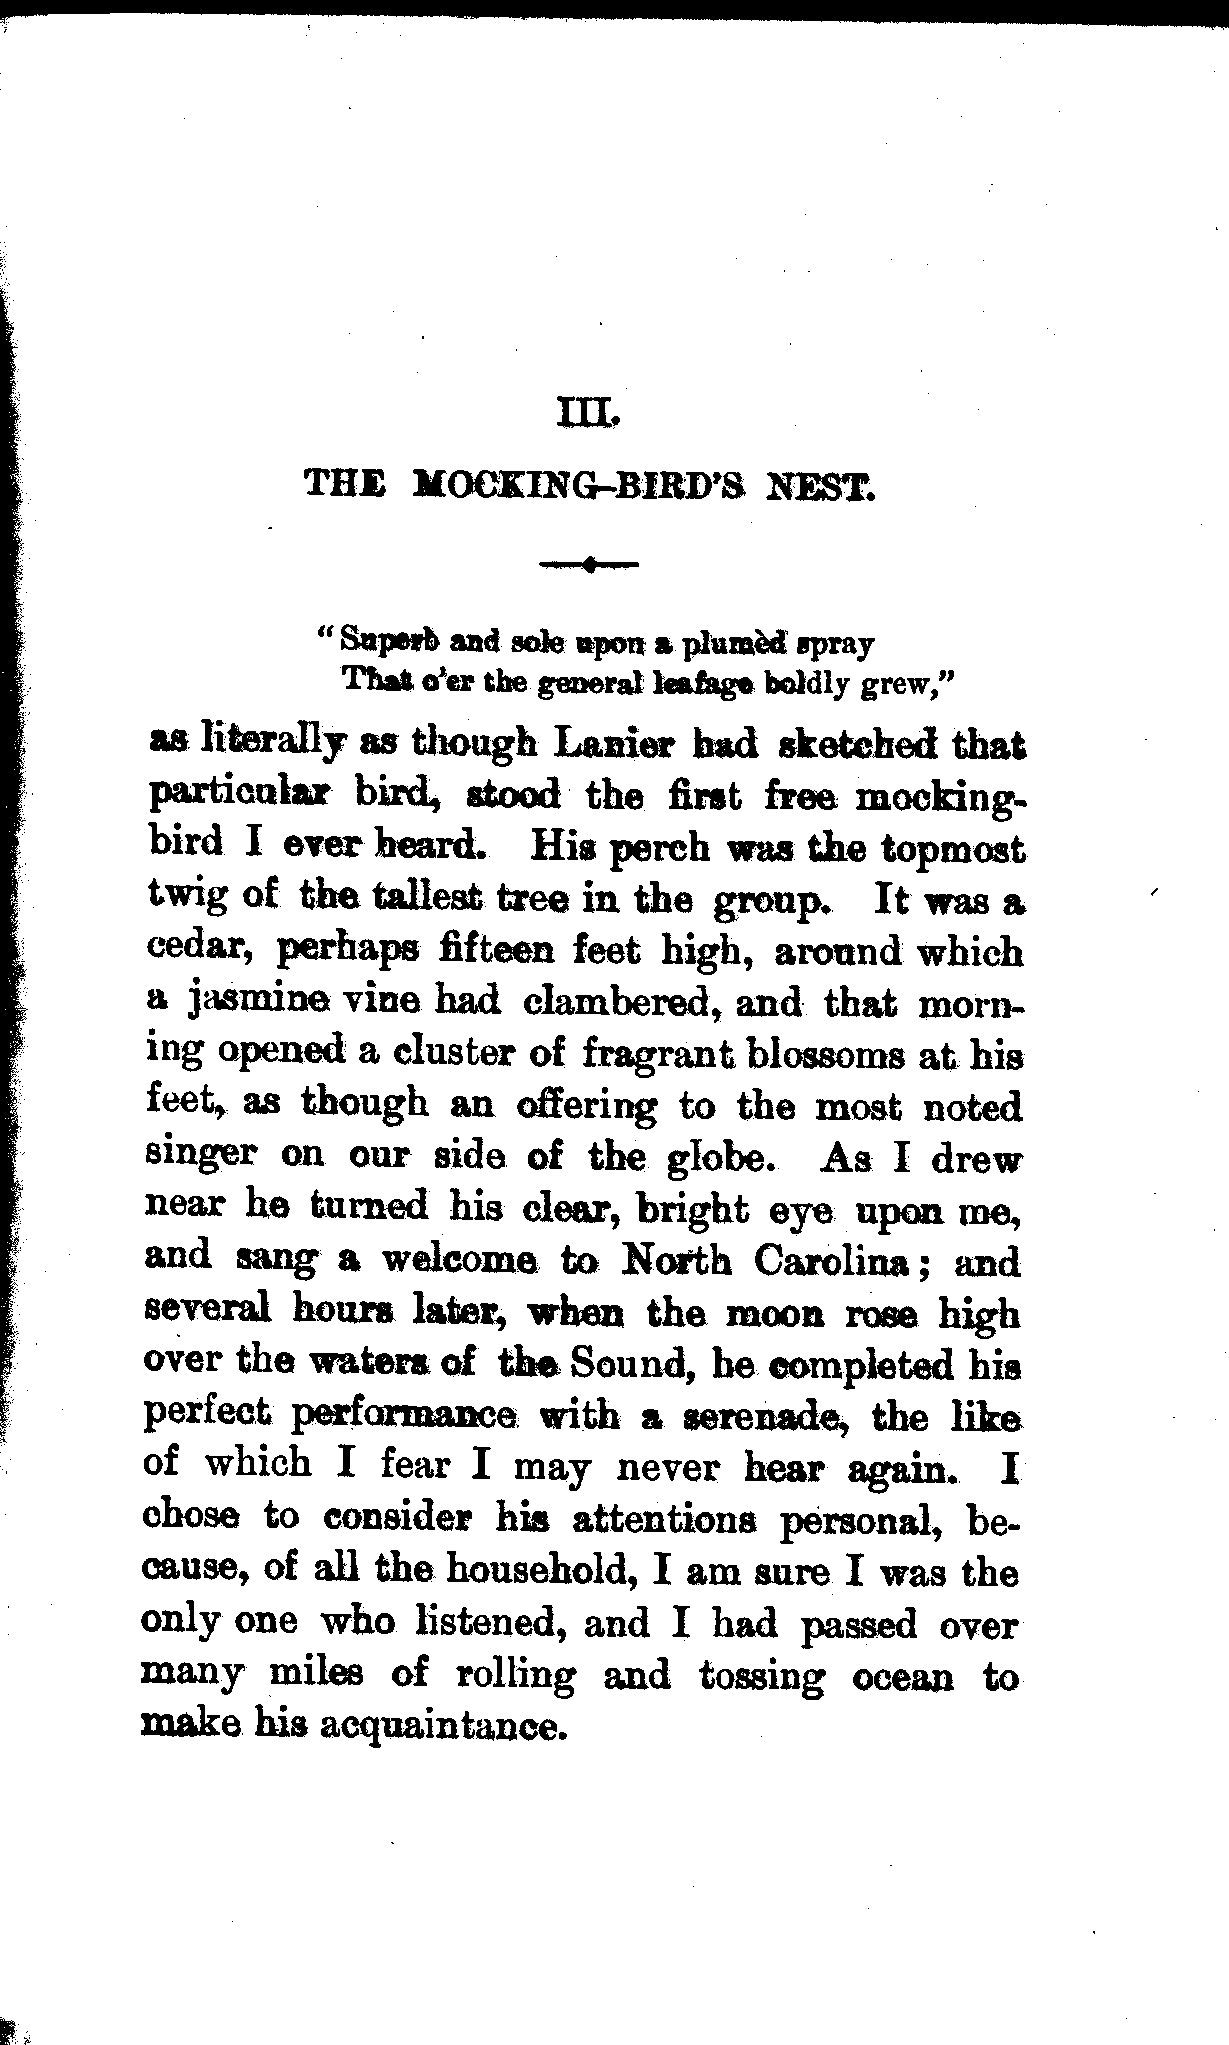 III.
THE MOCKING-BIRD'S NEST.
"Superb and sole upon a plumèd spray
That o'er the general leafage boldly grew,"
as literally as though Lanier had sketched that
particular bird, stood the first free mocking-
bird I ever heard. His perch was the topmost
twig of the tallest tree in the group. It was a
cedar, perhaps fifteen feet high, around which
a jasmine vine had clambered, and that morn-
ing opened a cluster of fragrant blossoms at his
feet, as though an offering to the most noted
singer on our side of the globe. As I drew
near he turned his clear, bright eye upon me,
and sang a welcome to North Carolina; and
several hours later, when the moon rose high
over the waters of the Sound, he completed his
perfect performance with a serenade, the like
of which I fear I may never hear again. I
chose to consider his attentions personal, be-
cause, of all the household, I am sure I was the
only one who listened, and I had passed over
many miles of rolling and tossing ocean to
make his acquaintance.